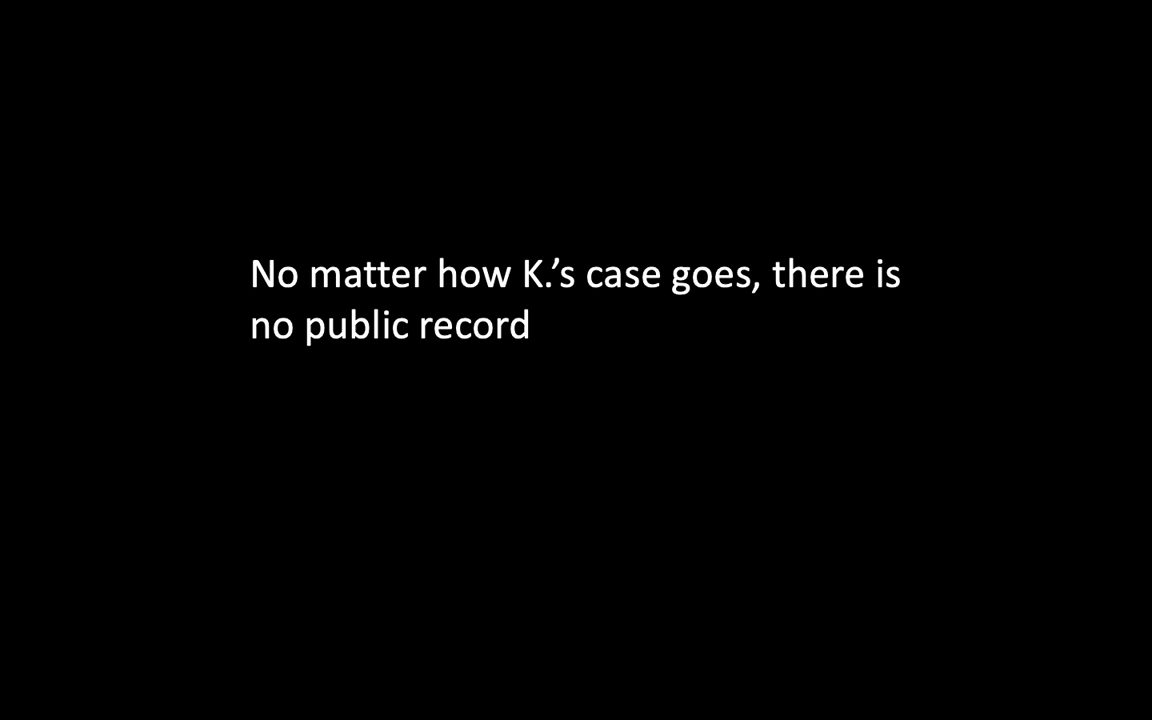 No matter how K.’s case goes, there is
no public record